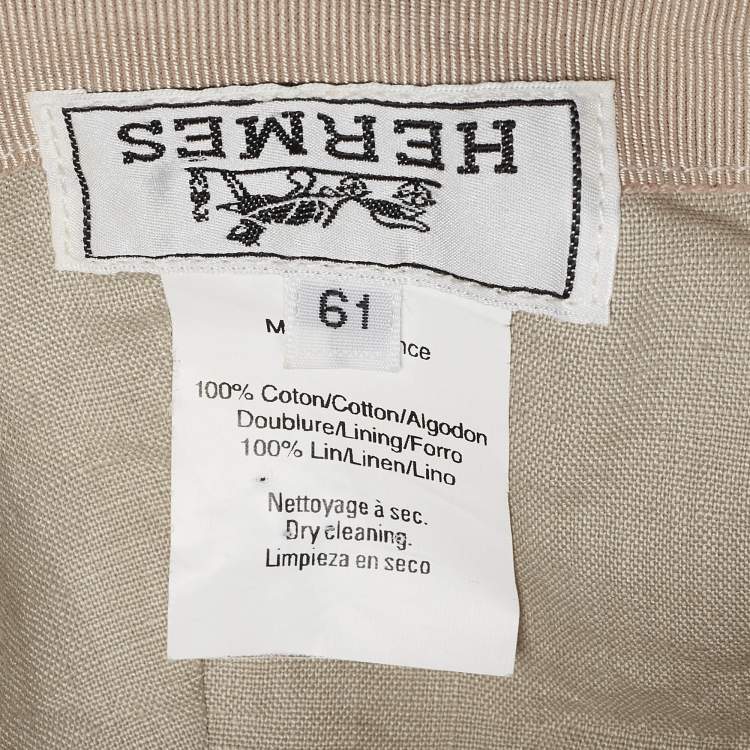 HERMES
61
M nce
100% Coton/Cotton/Algodon
Doublure/Lining/Forro
100% Lin/Linen/Lino
Nettoyage à sec.
Dry cleaning.
Limpieza en seco